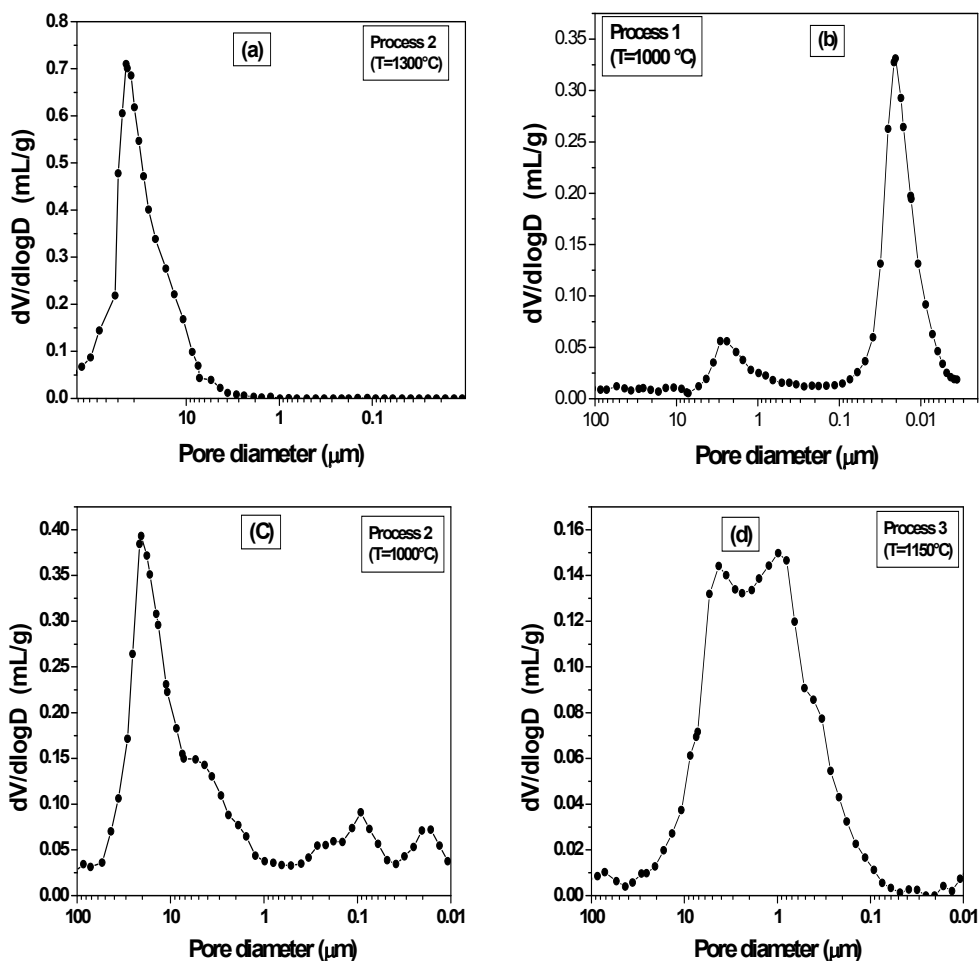 (a)
Process 2
(T=1300°C)
0.8
0.7
0.6
0.5
0.4
0.3
0.2
0.1
0.0
dV/dlogD (mL/g)
10
1
0.1
Pore diameter (μm)
Process 1
(T=1000 °C)
(b)
0.35
0.30
0.25
0.20
0.15
0.10
0.05
0.00
dV/dlogD (mL/g)
100
10
1
0.1
0.01
Pore diameter (μm)
(C)
Process 2
(T=1000°C)
0.40
0.35
0.30
0.25
0.20
0.15
0.10
0.05
0.00
dV/dlogD (mL/g)
100
10
1
0.1
0.01
Pore diameter (μm)
(d)
Process 3
(T=1150°C)
0.16
0.14
0.12
0.10
0.08
0.06
0.04
0.02
0.00
dV/dlogD (mL/g)
100
10
1
0.1
0.01
Pore diameter (μm)